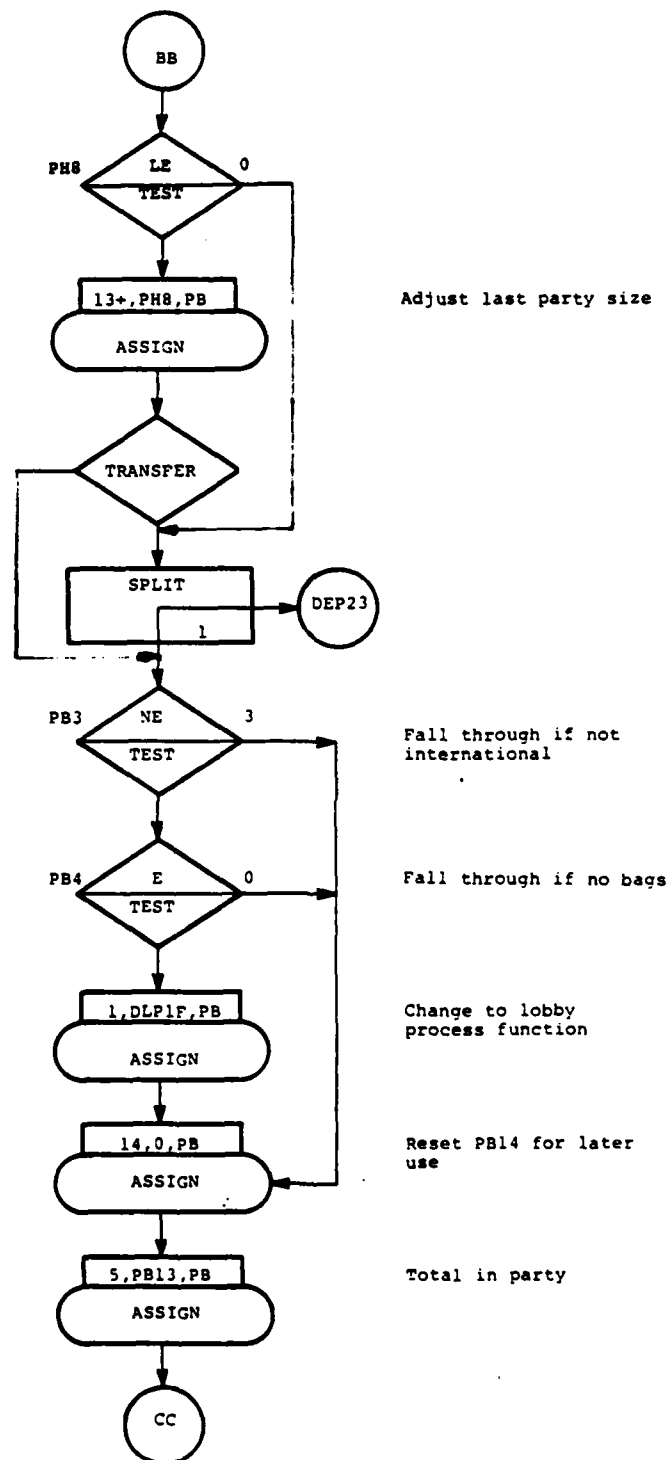 BB
PH8
LE
0
TEST
13+,PH8,PB
Adjust last party size
ASSIGN
TRANSFER
SPLIT
DEP23
1
PB3
NE
3
Fall through if not
international
TEST
PB4
E
0
Fall through if no bags
TEST
1,DLP1F,PB
Change to lobby
process function
ASSIGN
14,0,PB
Reset PB14 for later
use
ASSIGN
5,PB13,PB
Total in party
ASSIGN
CC